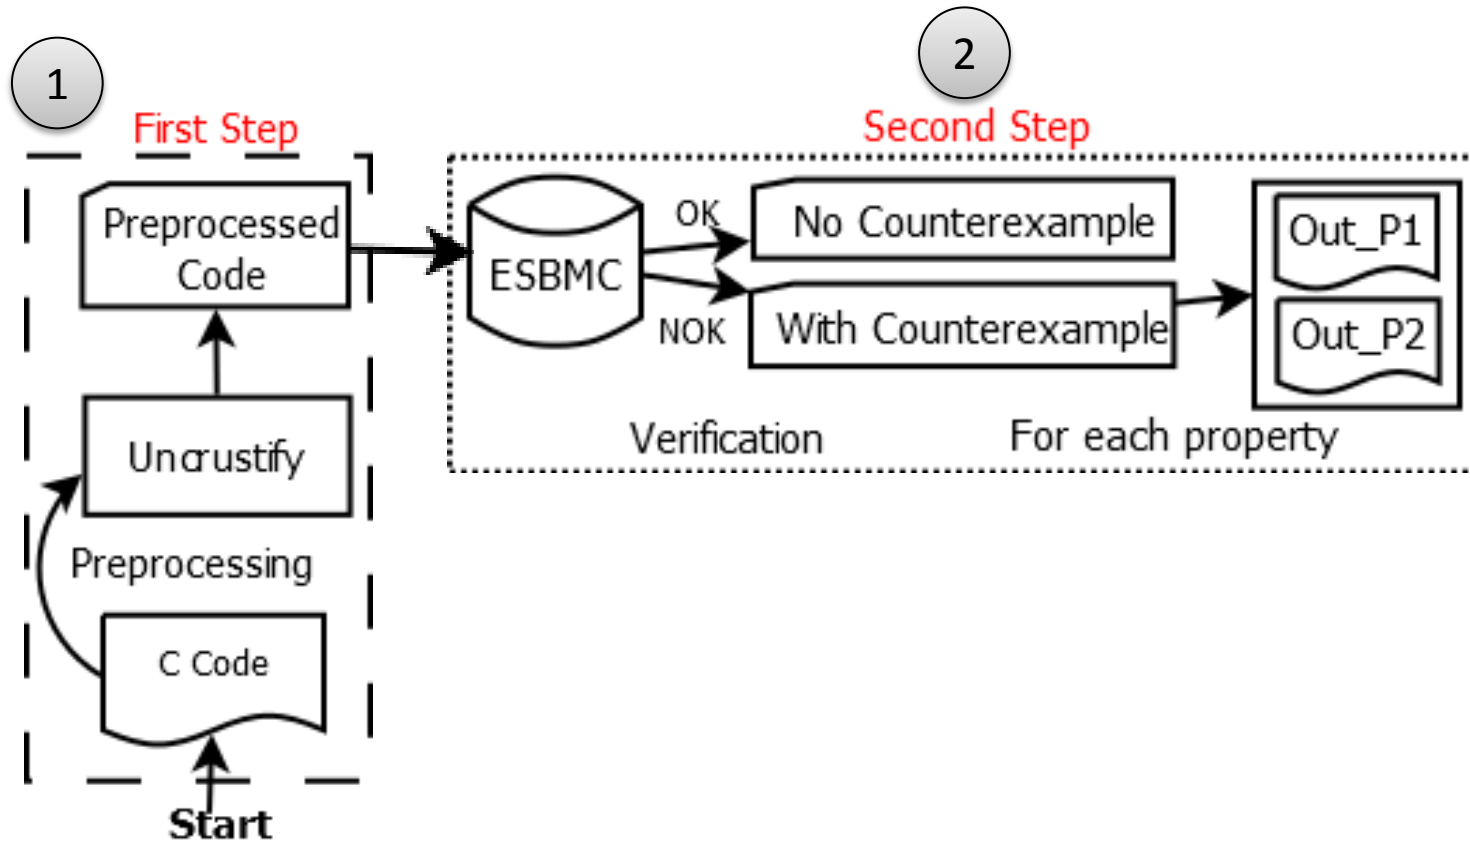 1
First Step
Preprocessed
Code
Uncrustify
Preprocessing
C Code
Start
2
Second Step
ESBMC
OK
NOK
No Counterexample
With Counterexample
Out_P1
Out_P2
Verification
For each property